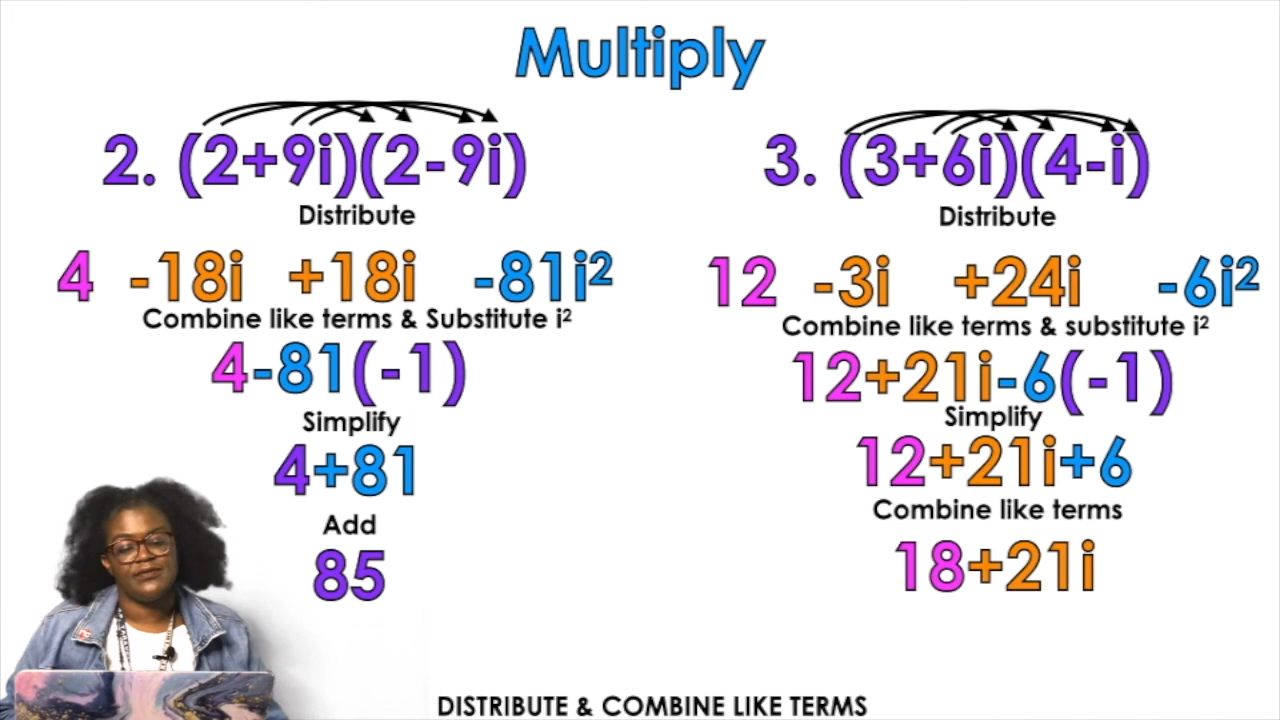 Multiply
2. (2+9i)(2-9i)
Distribute
4 -18i +18i -81i²
Combine like terms & Substitute i²
4-81(-1)
Simplify
4+81
Add
85
3. (3+6i)(4-i)
Distribute
12 -3i +24i -6i²
Combine like terms & substitute i²
12+21i-6(-1)
Simplify
12+21i+6
Combine like terms
18+21i
DISTRIBUTE & COMBINE LIKE TERMS